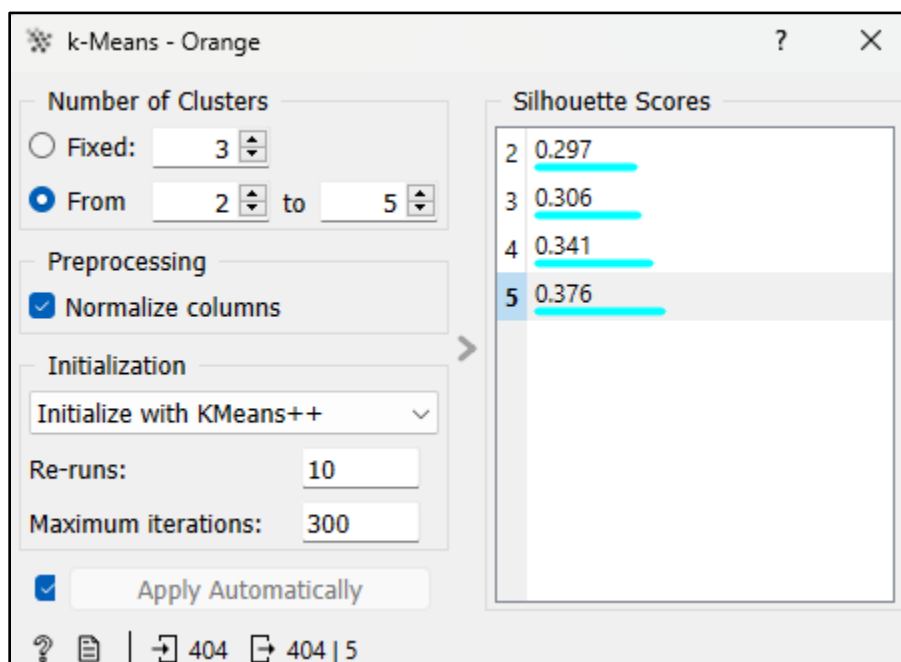 k-Means - Orange
?
Number of Clusters
Fixed: 3
From 2 to 5
Preprocessing
Normalize columns
Initialization
Initialize with KMeans++
Re-runs: 10
Maximum iterations: 300
Apply Automatically
? 404 404 | 5
Silhouette Scores
2 0.297
3 0.306
4 0.341
5 0.376